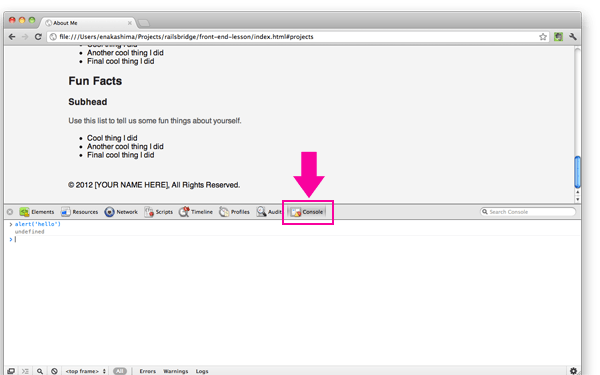 About Me
file:///Users/enakashima/Projects/railsbridge/front-end-lesson/index.html#projects
Cool thing I did
Another cool thing I did
Final cool thing I did
Fun Facts
Subhead
Use this list to tell us some fun things about yourself.
Cool thing I did
Another cool thing I did
Final cool thing I did
© 2012 [YOUR NAME HERE], All Rights Reserved.
Elements Resources Network Scripts Timeline Profiles Audit Console Search Console
> alert("hello")
undefined
>
<top frame> All Errors Warnings Logs